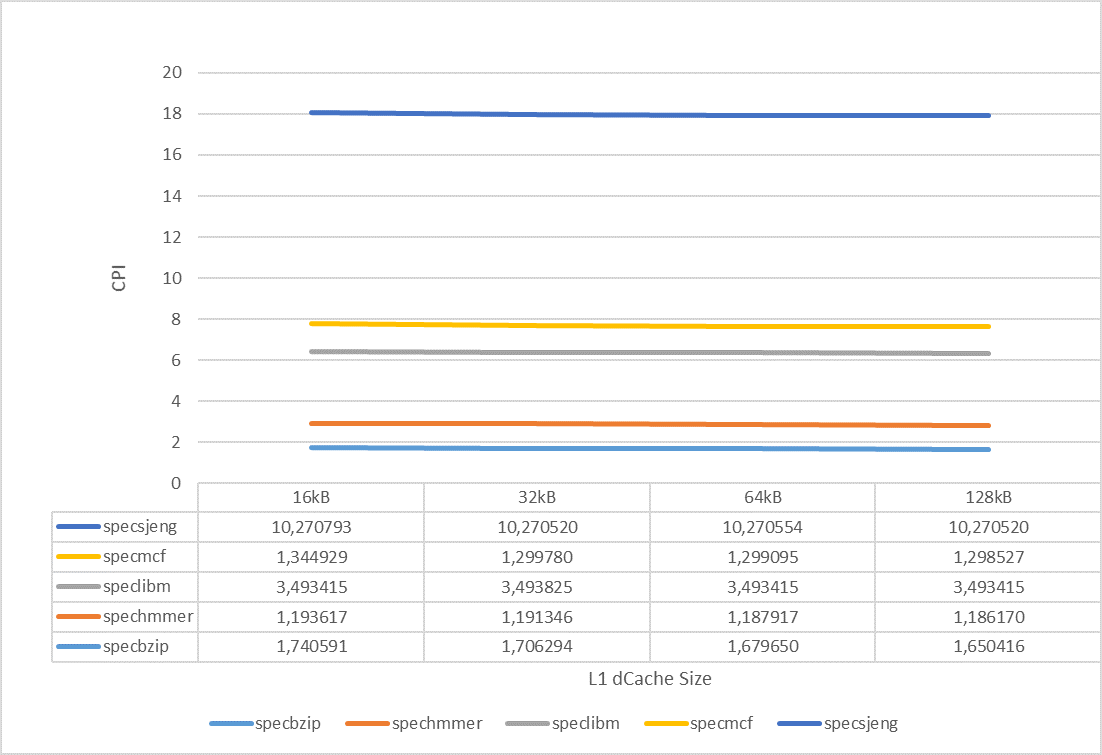 20
18
16
14
12
10
8
6
4
2
0
CPI
16kB 32kB 64kB 128kB
specsjeng 10,270793 10,270520 10,270554 10,270520
specmcf 1,344929 1,299780 1,299095 1,298527
speclibm 3,493415 3,493825 3,493415 3,493415
spechmmer 1,193617 1,191346 1,187917 1,186170
specbzip 1,740591 1,706294 1,679650 1,650416
L1 dCache Size
specbzip spechmmer speclibm specmcf specsjeng